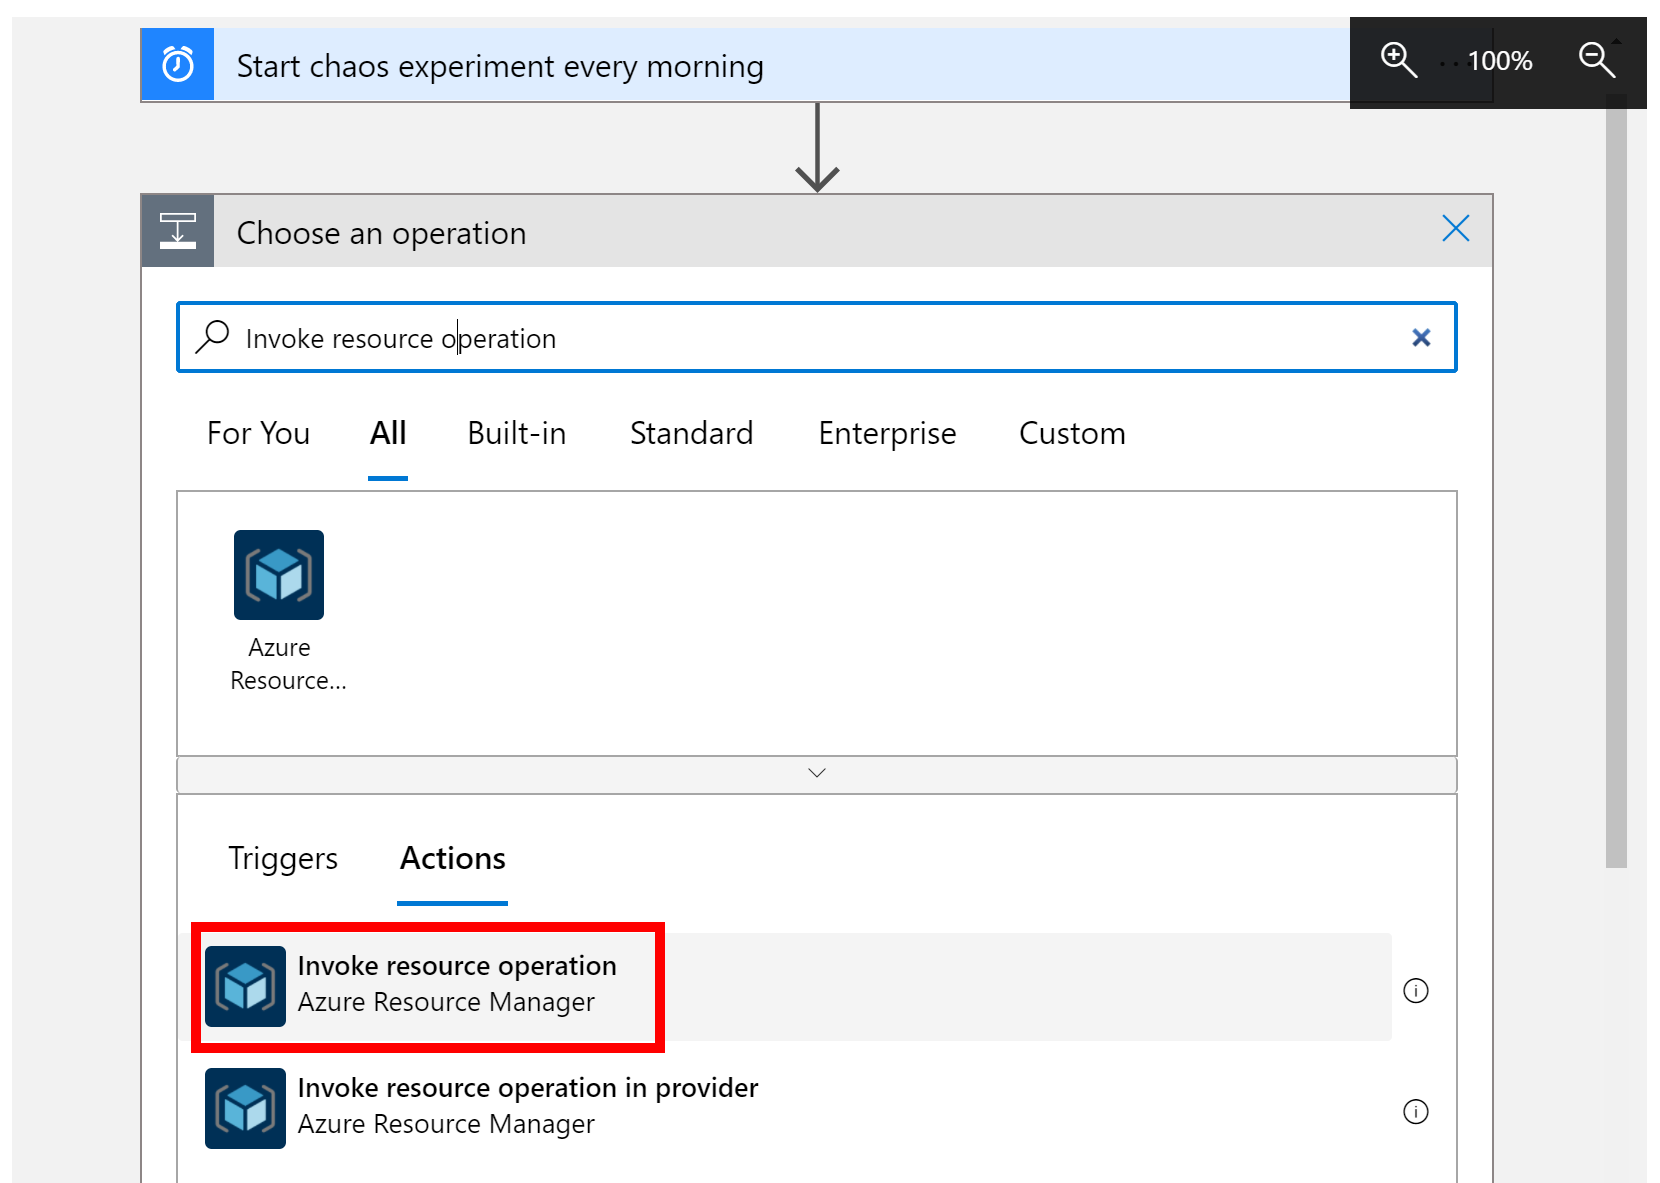 Start chaos experiment every morning
100%
Choose an operation
Invoke resource operation
For You All Built-in Standard Enterprise Custom
Azure
Resource...
Triggers Actions
Invoke resource operation
Azure Resource Manager
Invoke resource operation in provider
Azure Resource Manager